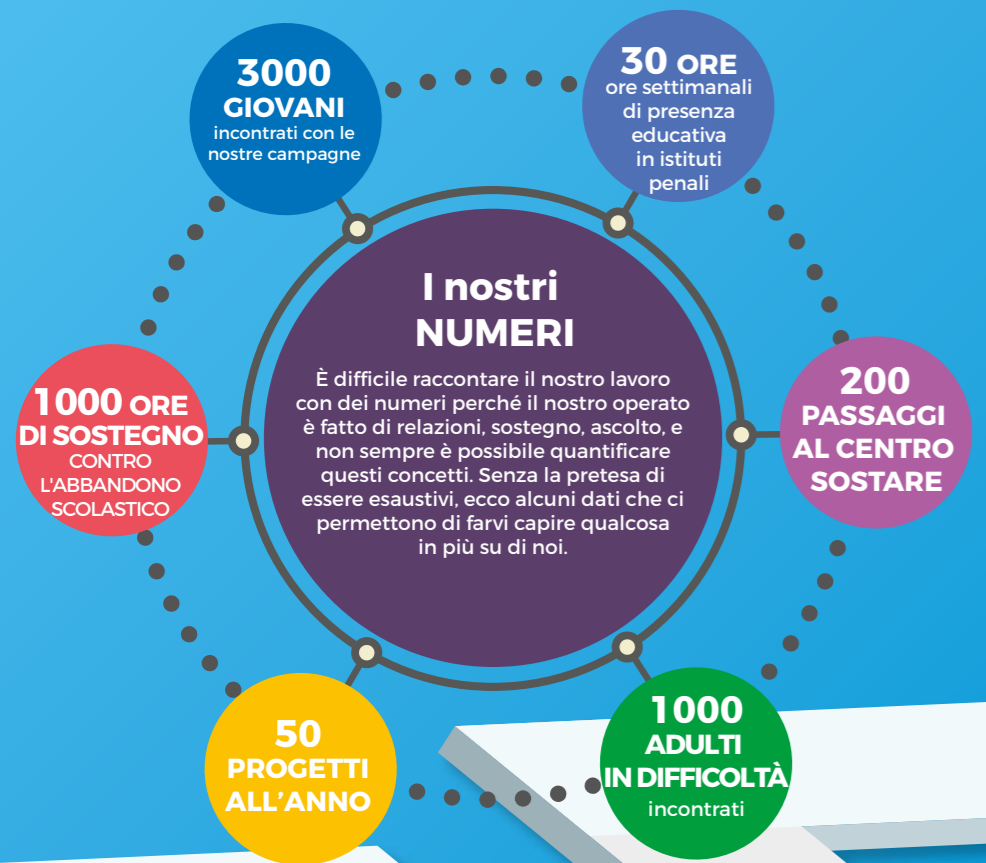 3000
GIOVANI
incontrati con le
nostre campagne
30 ORE
ore settimanali
di presenza
educativa
in istituti
penali
I nostri
NUMERI
È difficile raccontare il nostro lavoro
con dei numeri perché il nostro operato
è fatto di relazioni, sostegno, ascolto, e
non sempre è possibile quantificare
questi concetti. Senza la pretesa di
essere esaustivi, ecco alcuni dati che ci
permettono di farvi capire qualcosa
in più su di noi.
1000 ORE
DI SOSTEGNO
CONTRO
L'ABBANDONO
SCOLASTICO
200
PASSAGGI
AL CENTRO
SOSTARE
50
PROGETTI
ALL’ANNO
1000
ADULTI
IN DIFFICOLTÀ
incontrati